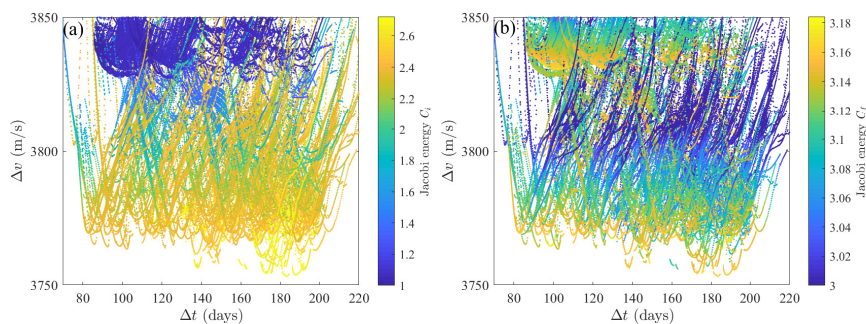 (a)
3850
3800
3750
Δv (m/s)
80 100 120 140 160 180 200 220
Δt (days)
2.6
2.4
2.2
2
1.8
1.6
1.4
1.2
1
Jacobi energy C_i
(b)
3850
3800
3750
Δv (m/s)
80 100 120 140 160 180 200 220
Δt (days)
3.18
3.16
3.14
3.12
3.1
3.08
3.06
3.04
3.02
3
Jacobi energy C_f